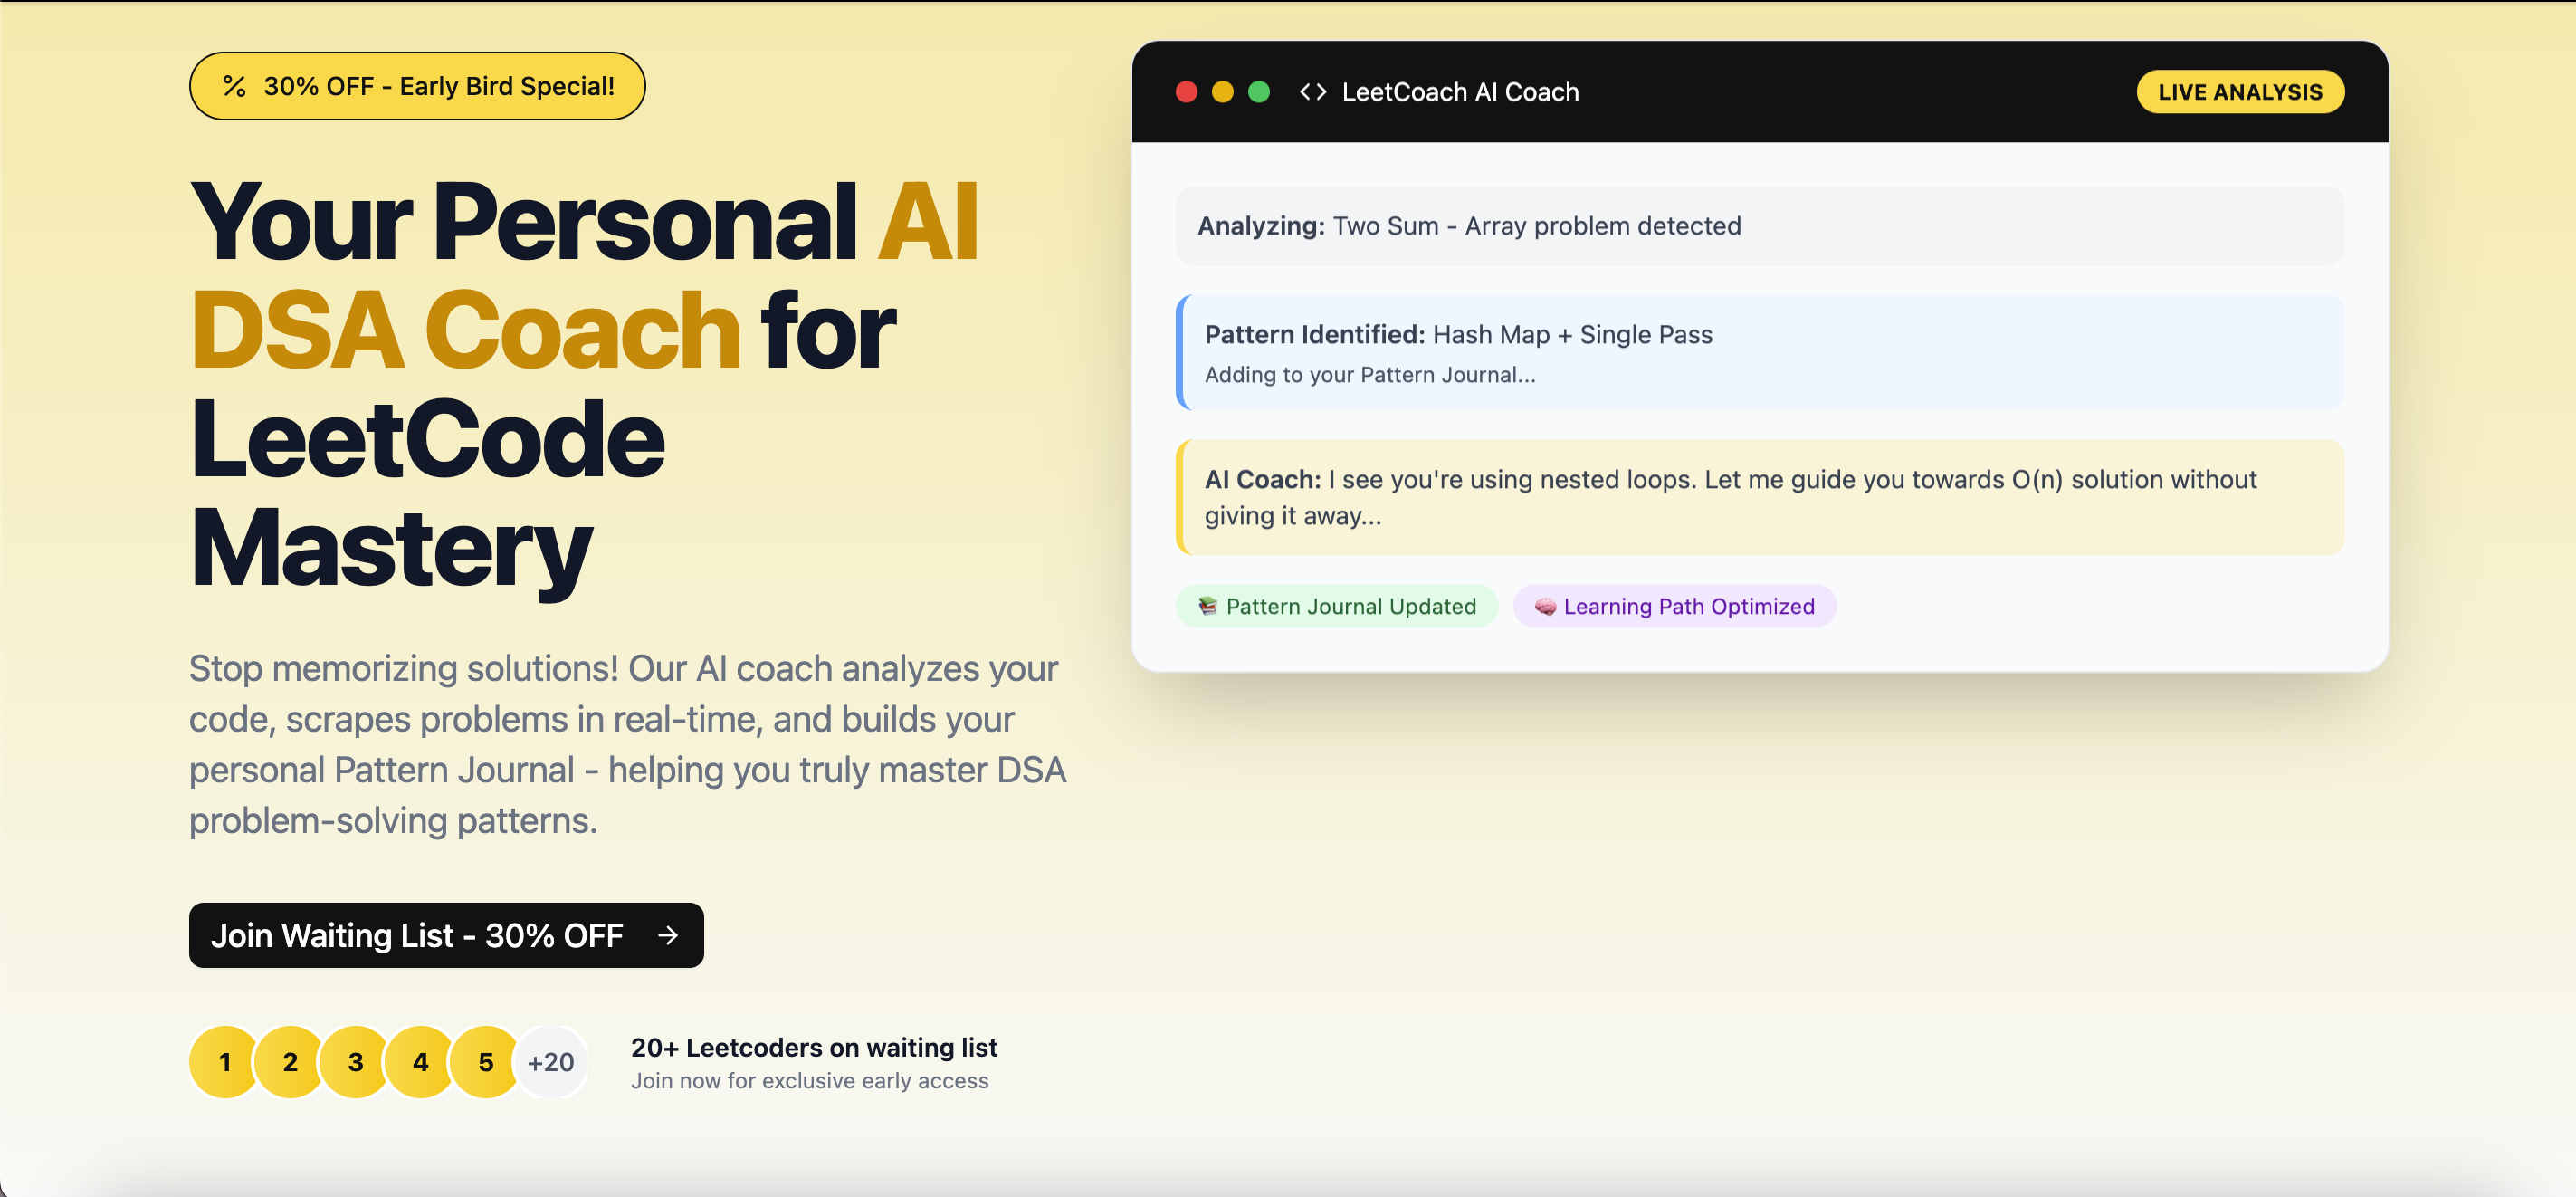 % 30% OFF - Early Bird Special!
Your Personal AI
DSA Coach for
LeetCode
Mastery
Stop memorizing solutions! Our AI coach analyzes your
code, scrapes problems in real-time, and builds your
personal Pattern Journal - helping you truly master DSA
problem-solving patterns.
Join Waiting List - 30% OFF →
1 2 3 4 5 +20
20+ Leetcoders on waiting list
Join now for exclusive early access
<> LeetCoach AI Coach
LIVE ANALYSIS
Analyzing: Two Sum - Array problem detected
Pattern Identified: Hash Map + Single Pass
Adding to your Pattern Journal...
AI Coach: I see you're using nested loops. Let me guide you towards O(n) solution without
giving it away...
📚 Pattern Journal Updated
🧠 Learning Path Optimized